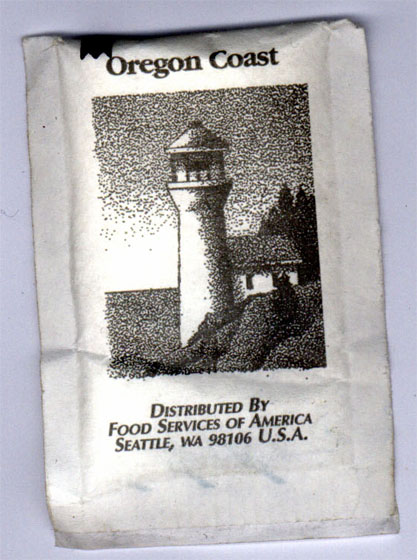 Oregon Coast
Distributed By
Food Services of America
Seattle, WA 98106 U.S.A.